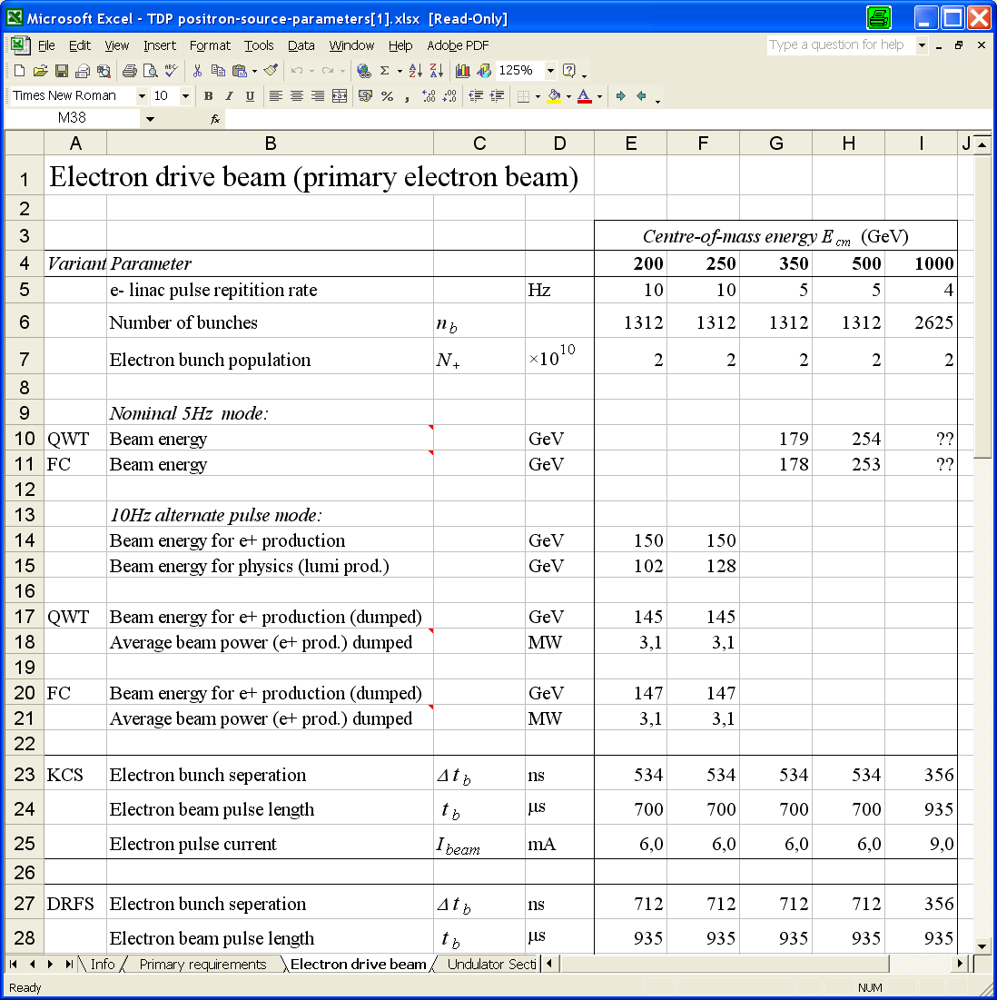 Microsoft Excel - TDP positron-source-parameters[1].xlsx [Read-Only]
File Edit View Insert Format Tools Data Window Help Adobe PDF Type a question for help
125%
Times New Roman 10 B I U
M38 fx
A B C D E F G H I J
1 Electron drive beam (primary electron beam)
2
3 Centre-of-mass energy E cm (GeV)
4 Variant Parameter 200 250 350 500 1000
5 e- linac pulse repitition rate Hz 10 10 5 5 4
6 Number of bunches n b 1312 1312 1312 1312 2625
7 Electron bunch population N + ×10 10 2 2 2 2 2
8
9 Nominal 5Hz mode:
10 QWT Beam energy GeV 179 254 ??
11 FC Beam energy GeV 178 253 ??
12
13 10Hz alternate pulse mode:
14 Beam energy for e+ production GeV 150 150
15 Beam energy for physics (lumi prod.) GeV 102 128
16
17 QWT Beam energy for e+ production (dumped) GeV 145 145
18 Average beam power (e+ prod.) dumped MW 3,1 3,1
19
20 FC Beam energy for e+ production (dumped) GeV 147 147
21 Average beam power (e+ prod.) dumped MW 3,1 3,1
22
23 KCS Electron bunch seperation Δt b ns 534 534 534 534 356
24 Electron beam pulse length t b μs 700 700 700 700 935
25 Electron pulse current I beam mA 6,0 6,0 6,0 6,0 9,0
26
27 DRFS Electron bunch seperation Δt b ns 712 712 712 712 356
28 Electron beam pulse length t b μs 935 935 935 935 935
Info Primary requirements Electron drive beam Undulator Secti
Ready NUM